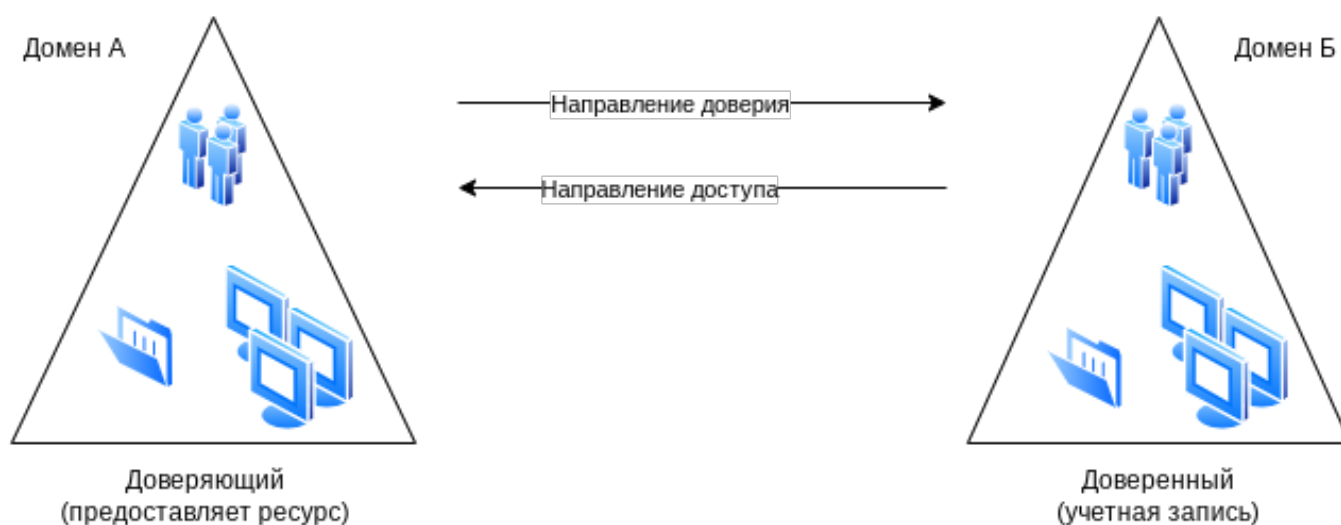 Домен А
Домен Б
Направление доверия
Направление доступа
Доверяющий
(предоставляет ресурс)
Доверенный
(учетная запись)